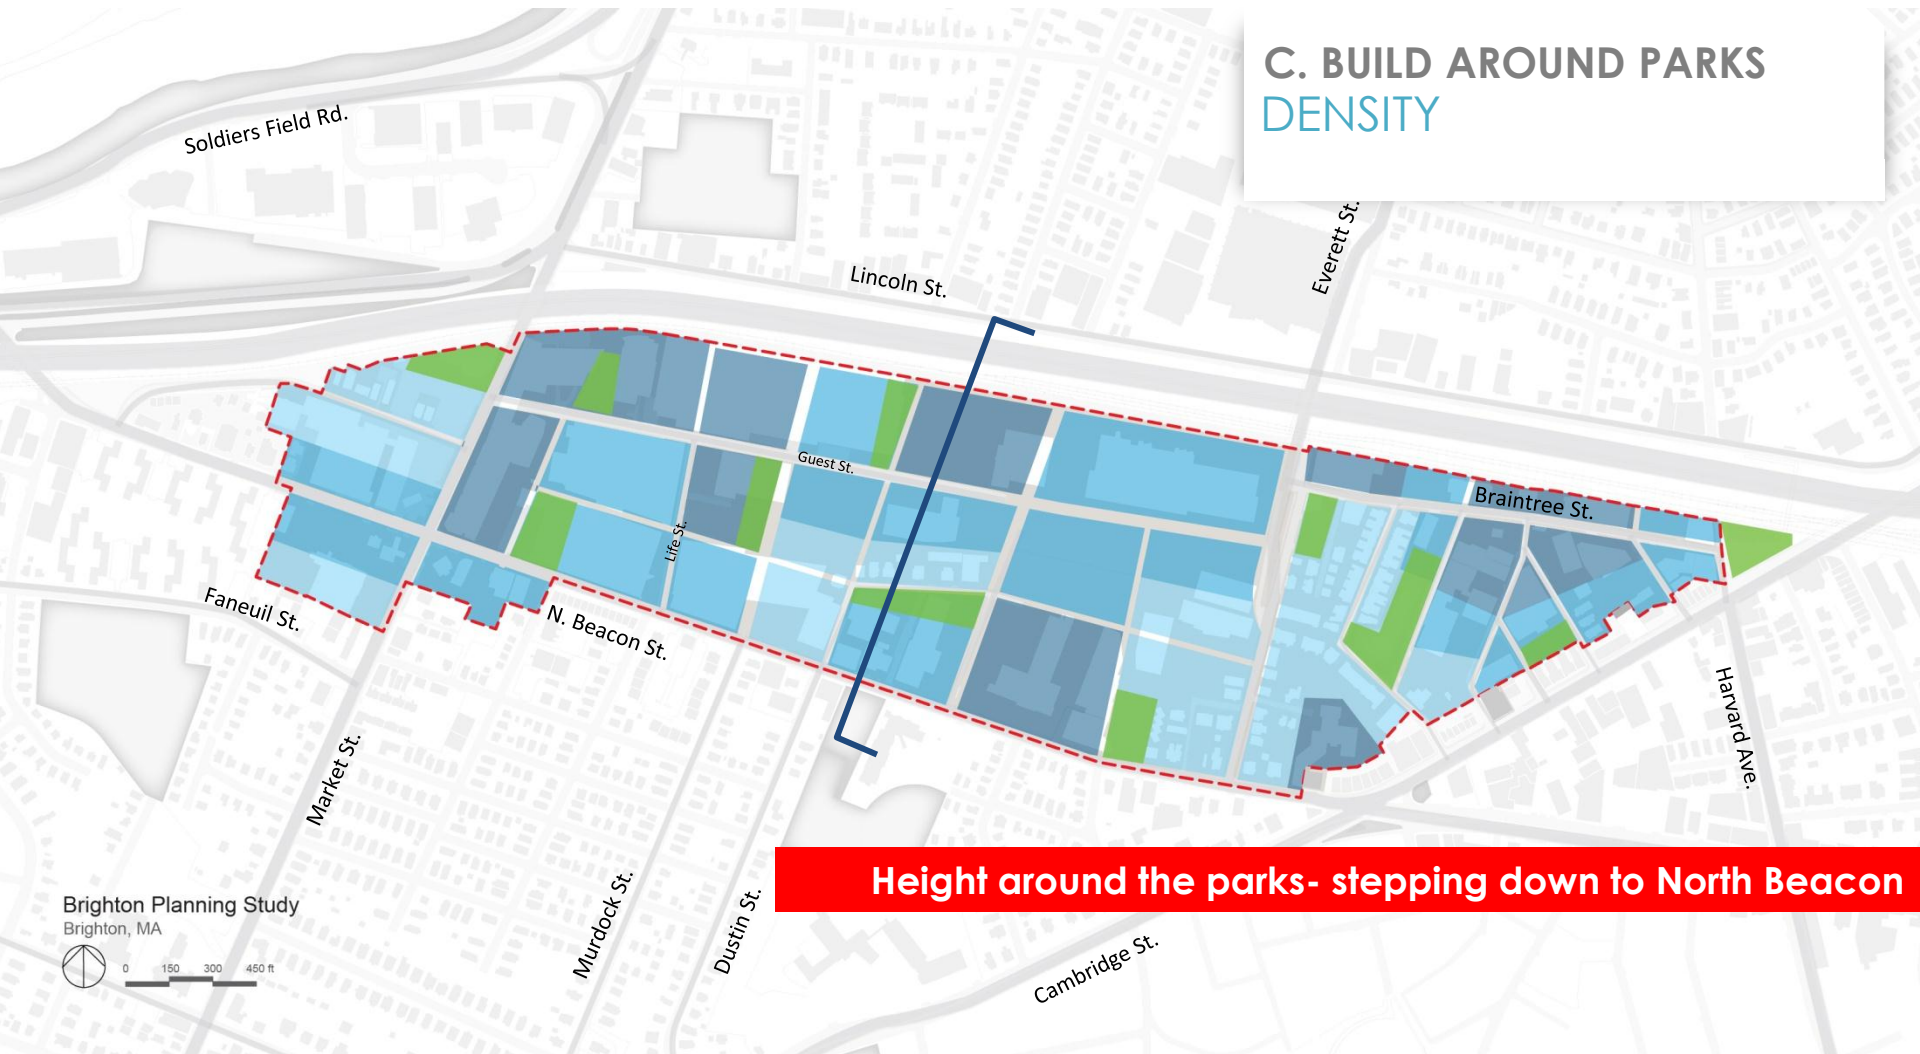 C. BUILD AROUND PARKS
DENSITY
Soldiers Field Rd.
Everett St.
Lincoln St.
Guest St.
Braintree St.
Life St.
Faneuil St.
N. Beacon St.
Harvard Ave.
Market St.
Height around the parks- stepping down to North Beacon
Murdock St.
Dustin St.
Cambridge St.
Brighton Planning Study
Brighton, MA
0 150 300 450 ft